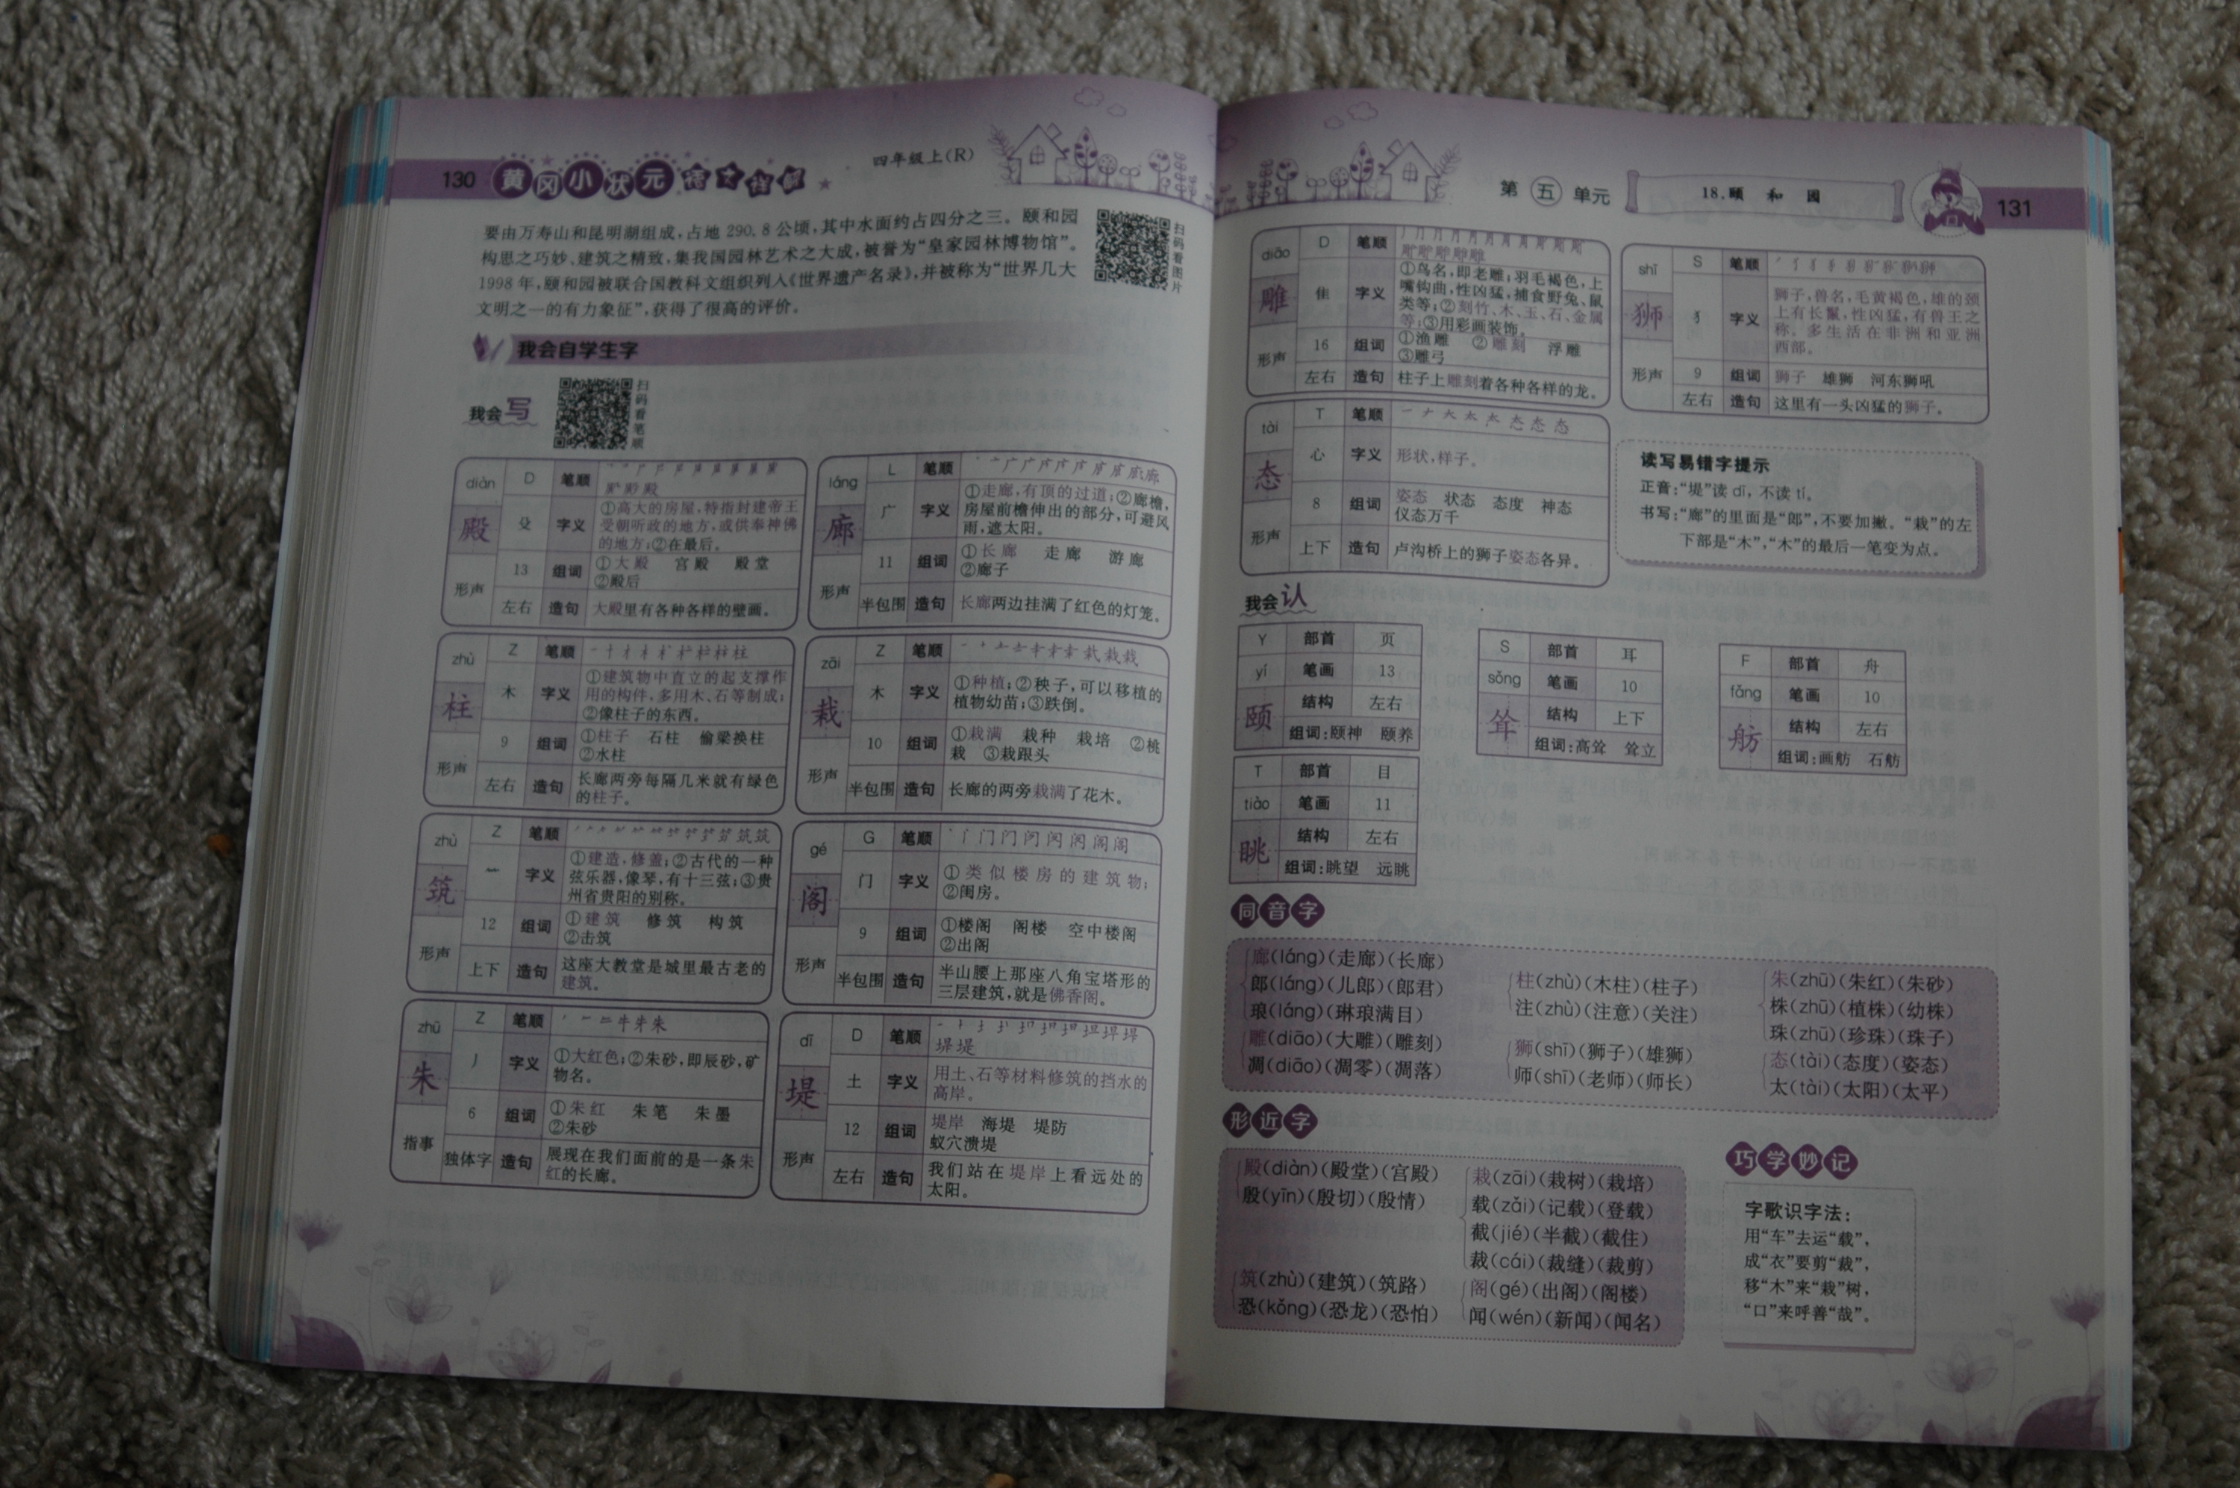 130 黄冈小状元 四年级上(R)
要由万寿山和昆明湖组成,占地290.8公顷,其中水面约占四分之三。颐和园
构思之巧妙,建筑之精致,集我国园林艺术之大成,被誉为“皇家园林博物馆”。
1998年,颐和园被联合国教科文组织列入《世界遗产名录》,并被称为“世界几大
文明之一的有力象征”,获得了很高的评价。
扫码看图片
我会自学生字
我会写
扫码看笔顺
diàn D 笔顺
殿 殳 字义 ①高大的房屋,特指封建帝王
受朝听政的地方,或供奉神佛
的地方;②在最后。
13 组词 ①大殿 宫殿 殿堂
②殿后
形声 左右 造句 大殿里有各种各样的壁画。
láng L 笔顺
廊 广 字义 ①走廊,有顶的过道;②廊檐,
房屋前檐伸出的部分,可避风
雨,遮太阳。
11 组词 ①长廊 走廊 游廊
②廊子
形声 半包围 造句 长廊两边挂满了红色的灯笼。
zhù Z 笔顺
柱 木 字义 ①建筑物中直立的起支撑作
用的构件,多用木、石等制成;
②像柱子的东西。
9 组词 ①柱子 石柱 偷梁换柱
②水柱
形声 左右 造句 长廊两旁每隔几米就有绿色
的柱子。
zāi Z 笔顺
栽 木 字义 ①种植;②秧子,可以移植的
植物幼苗;③跌倒。
10 组词 ①栽满 栽种 栽培 ②桃
栽 ③栽跟头
形声 半包围 造句 长廊的两旁栽满了花木。
zhù Z 笔顺
筑 字义 ①建造,修盖;②古代的一种
弦乐器,像琴,有十三弦;③贵
州省贵阳的别称。
12 组词 ①建筑 修筑 构筑
②击筑
形声 上下 造句 这座大教堂是城里最古老的
建筑。
gé G 笔顺
阁 门 字义 ①类似楼房的建筑物;
②闺房。
9 组词 ①楼阁 阁楼 空中楼阁
②出阁
形声 半包围 造句 半山腰上那座八角宝塔形的
三层建筑,就是佛香阁。
zhū Z 笔顺
朱 丿 字义 ①大红色;②朱砂,即辰砂,矿
物名。
6 组词 ①朱红 朱笔 朱墨
②朱砂
指事 独体字 造句 展现在我们面前的是一条朱
红的长廊。
dī D 笔顺
堤 土 字义 用土、石等材料修筑的挡水的
高岸。
12 组词 堤岸 海堤 堤防
蚁穴溃堤
形声 左右 造句 我们站在堤岸上看远处的
太阳。
第五单元 18.颐和园 131
diāo D 笔顺
雕 隹 字义 ①鸟名,即老雕;羽毛褐色,上
嘴钩曲,性凶猛,捕食野兔、鼠
类等;②刻竹、木、玉、石、金属
等;③用彩画装饰。
16 组词 ①渔雕 ②雕刻 浮雕
③雕弓
形声 左右 造句 柱子上雕刻着各种各样的龙。
shī S 笔顺
狮 犭 字义 狮子,兽名,毛黄褐色,雄的颈
上有长鬣,性凶猛,有兽王之
称。多生活在非洲和亚洲
西部。
9 组词 狮子 雄狮 河东狮吼
形声 左右 造句 这里有一头凶猛的狮子。
tài T 笔顺
态 心 字义 形状,样子。
8 组词 姿态 状态 态度 神态
仪态万千
形声 上下 造句 卢沟桥上的狮子姿态各异。
读写易错字提示
正音:“堤”读 dī,不读 tí。
书写:“廊”的里面是“郎”,不要加撇。“栽”的左
下部是“木”,“木”的最后一笔变为点。
我会认
Y 部首 页
yí 笔画 13
颐 结构 左右
组词:颐神 颐养
S 部首 耳
sǒng 笔画 10
耸 结构 上下
组词:高耸 耸立
F 部首 舟
fǎng 笔画 10
舫 结构 左右
组词:画舫 石舫
T 部首 目
tiào 笔画 11
眺 结构 左右
组词:眺望 远眺
同音字
廊(láng)(走廊)(长廊)
郎(láng)(儿郎)(郎君)
琅(láng)(琳琅满目)
雕(diāo)(大雕)(雕刻)
凋(diāo)(凋零)(凋落)
柱(zhù)(木柱)(柱子)
注(zhù)(注意)(关注)
狮(shī)(狮子)(雄狮)
师(shī)(老师)(师长)
朱(zhū)(朱红)(朱砂)
株(zhū)(植株)(幼株)
珠(zhū)(珍珠)(珠子)
态(tài)(态度)(姿态)
太(tài)(太阳)(太平)
形近字
殿(diàn)(殿堂)(宫殿)
殷(yīn)(殷切)(殷情)
筑(zhù)(建筑)(筑路)
恐(kǒng)(恐龙)(恐怕)
栽(zāi)(栽树)(栽培)
载(zǎi)(记载)(登载)
截(jié)(半截)(截住)
裁(cái)(裁缝)(裁剪)
阁(gé)(出阁)(阁楼)
闻(wén)(新闻)(闻名)
巧学妙记
字歌识字法:
用“车”去运“载”,
成“衣”要剪“裁”,
移“木”来“栽”树,
“口”来呼善“哉”。